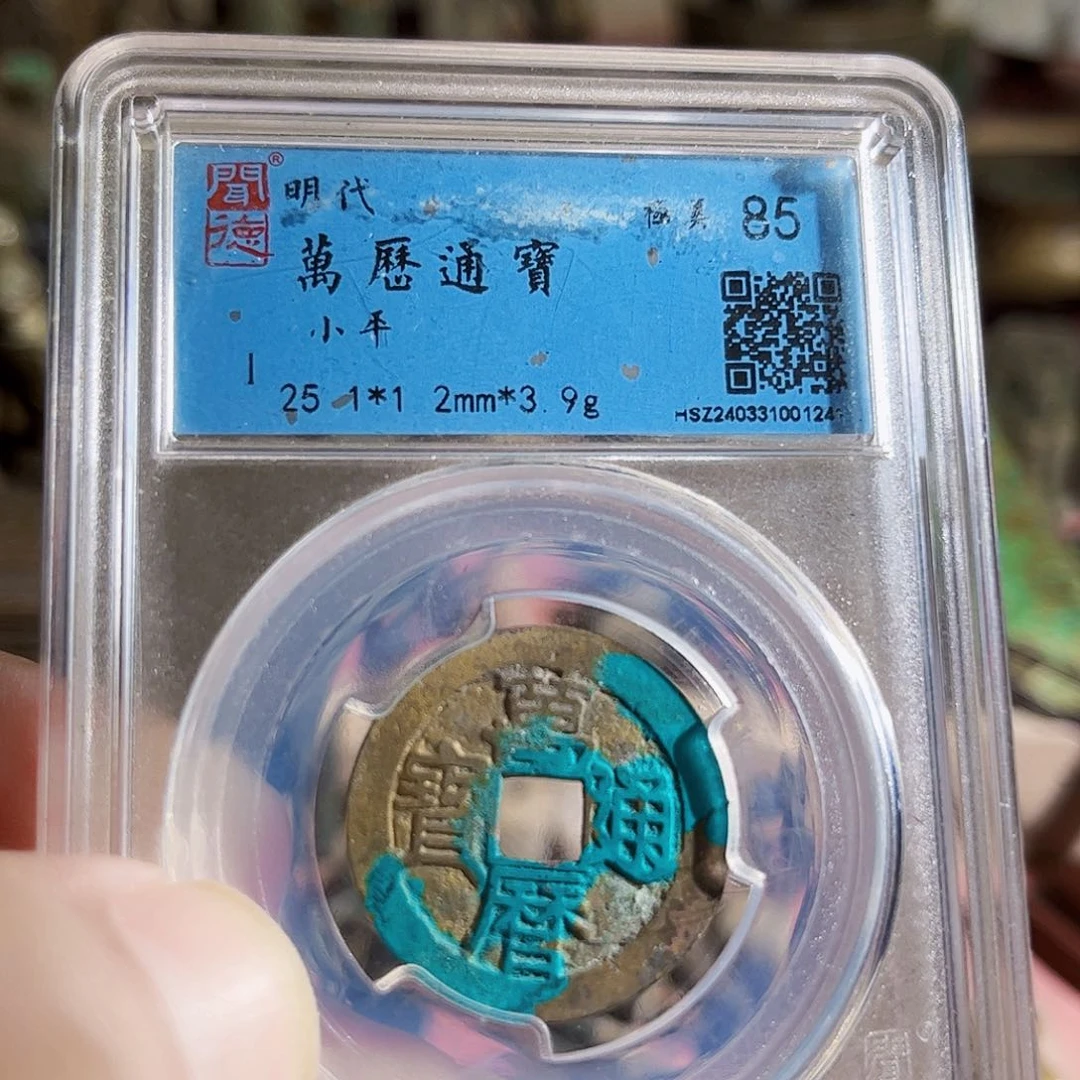 聞德®
明代 極美 85
萬曆通寶
小平
25.1*1.2mm*3.9g
HSZ24033100124
萬曆通寶